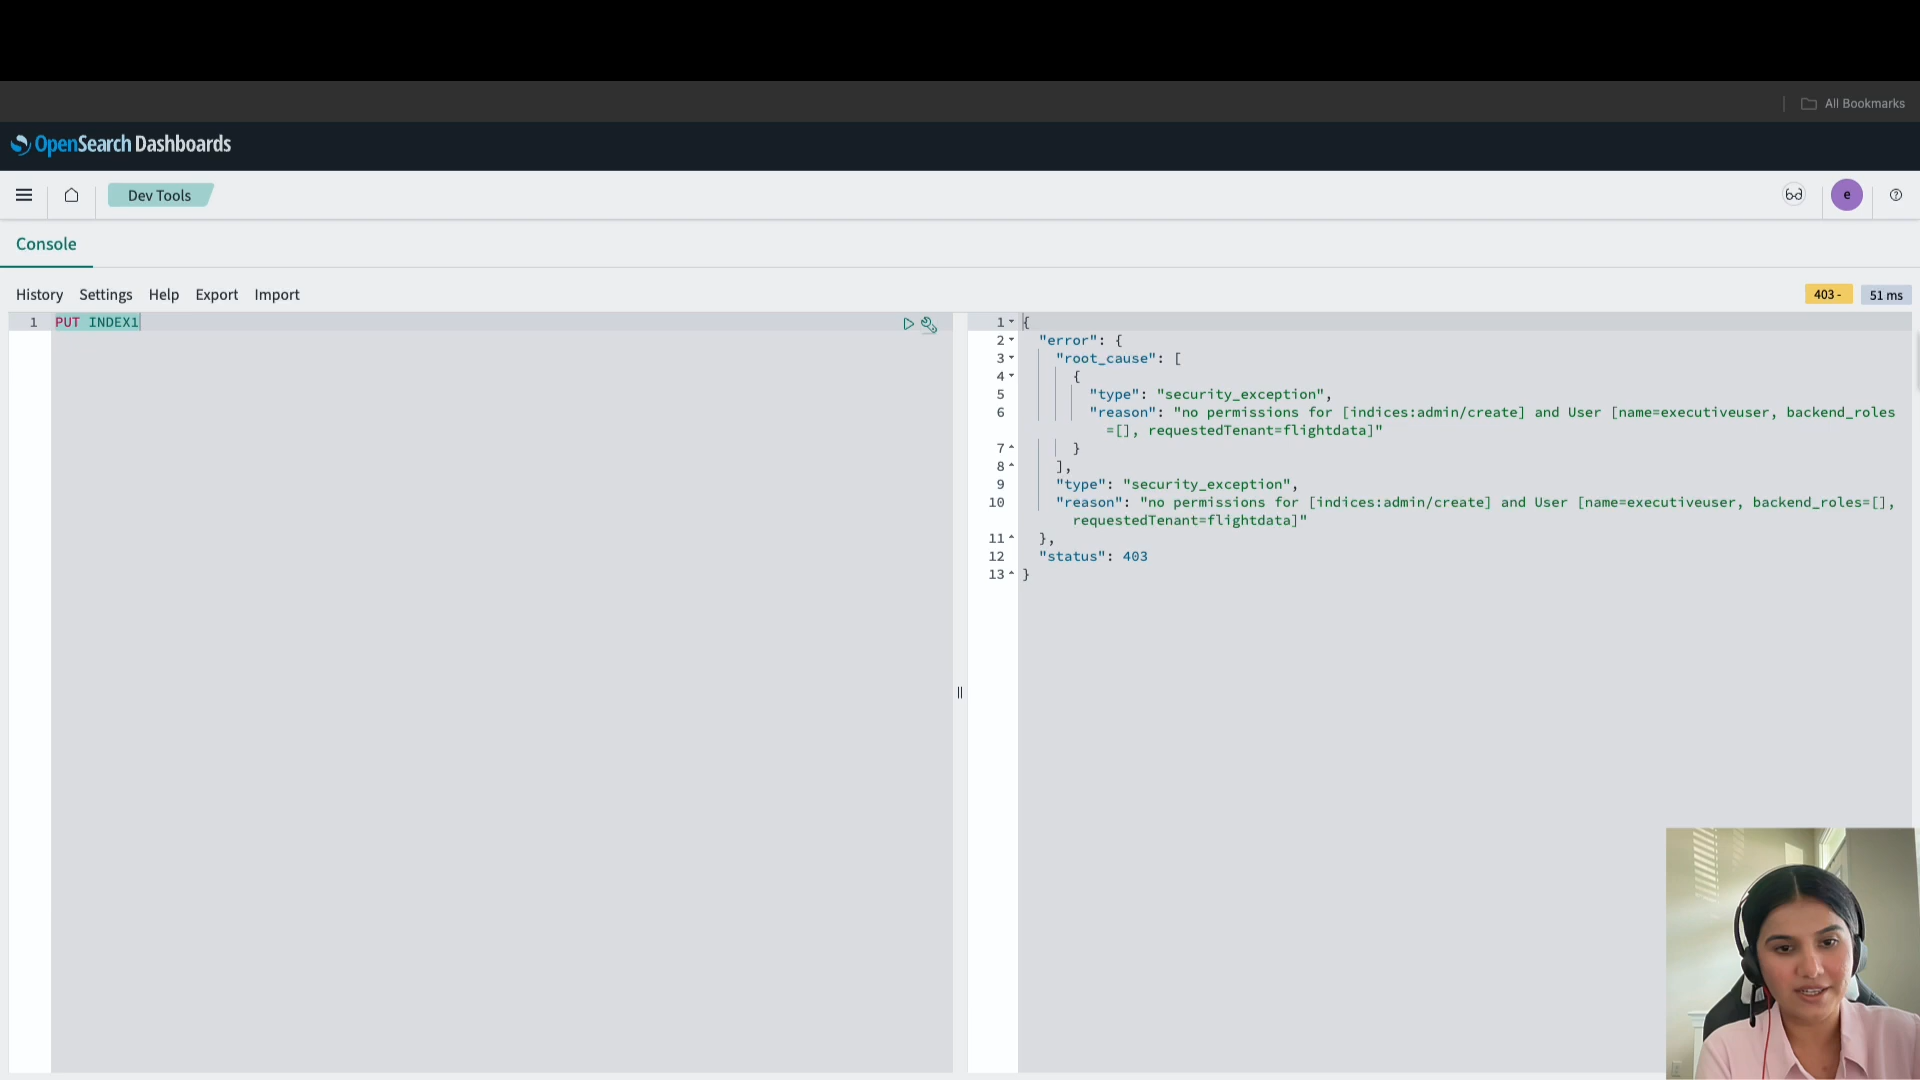 All Bookmarks
OpenSearch Dashboards
Dev Tools
e
Console
History Settings Help Export Import
403 - 51 ms
1 PUT INDEX1
1 {
2 "error": {
3 "root_cause": [
4 {
5 "type": "security_exception",
6 "reason": "no permissions for [indices:admin/create] and User [name=executiveuser, backend_roles
=[], requestedTenant=flightdata]"
7 }
8 ],
9 "type": "security_exception",
10 "reason": "no permissions for [indices:admin/create] and User [name=executiveuser, backend_roles=[],
requestedTenant=flightdata]"
11 },
12 "status": 403
13 }